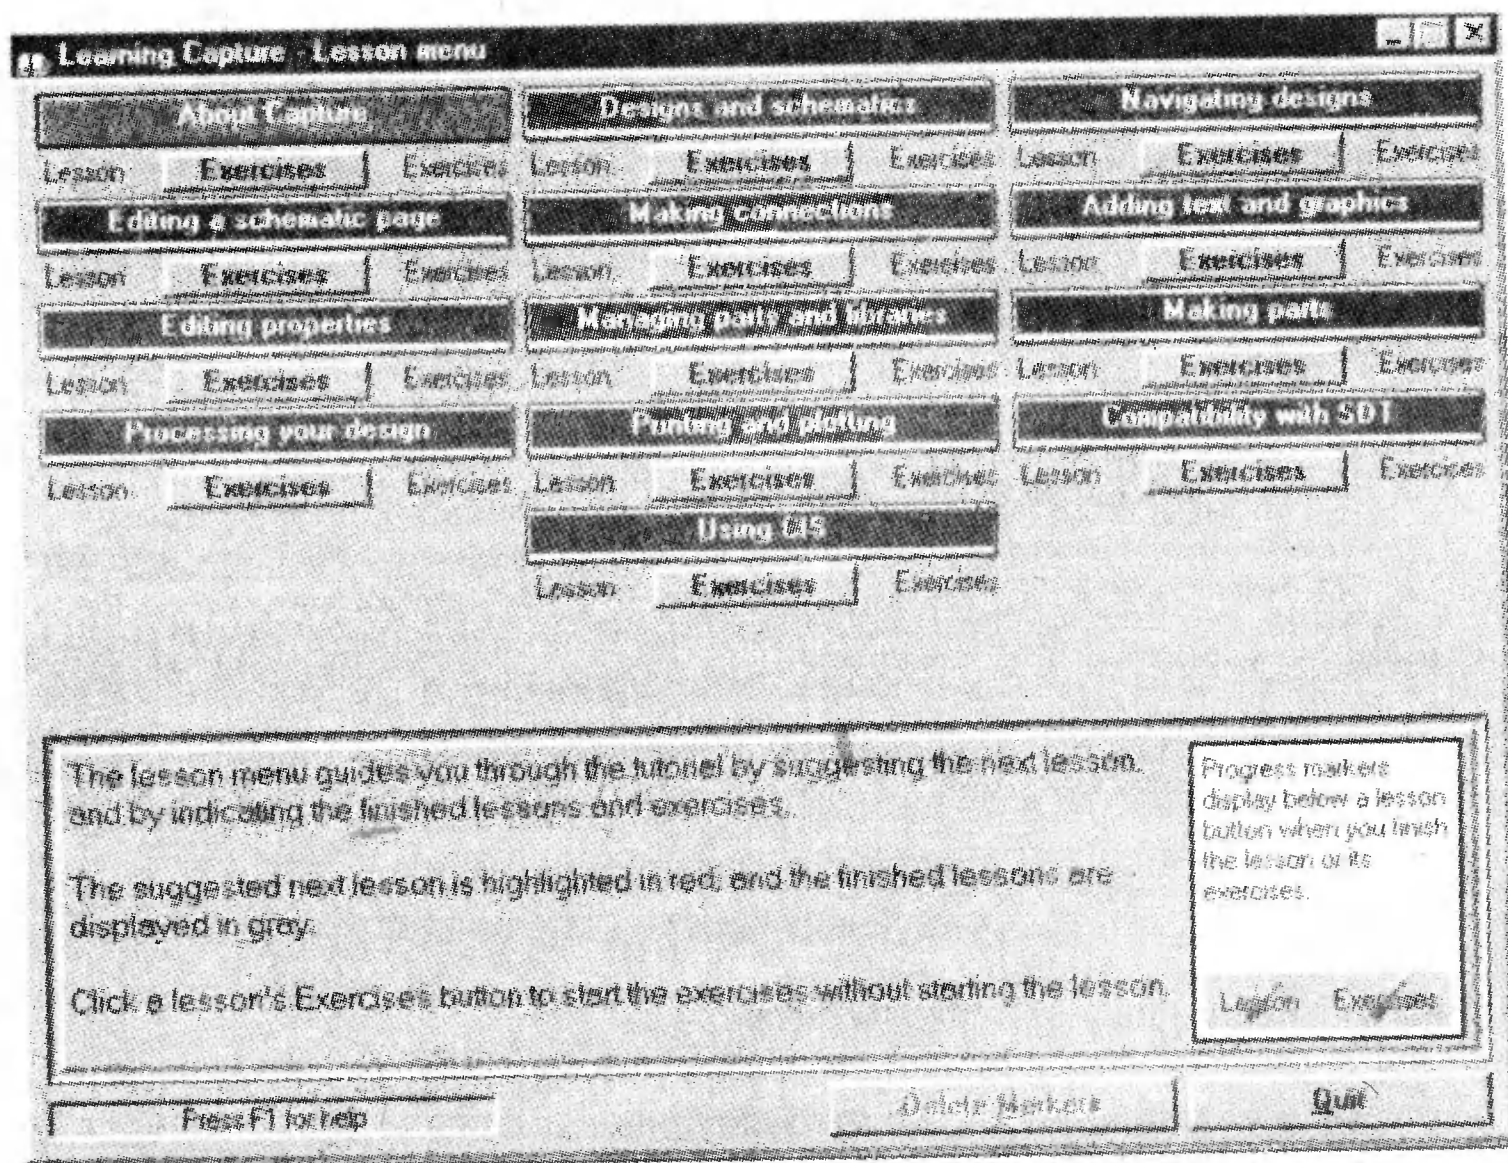 Learning Capture - Lesson menu
About Capture
Designs and schematics
Navigating designs
Lesson Exercises Exercises
Lesson Exercises Exercises
Lesson Exercises Exercises
Editing a schematic page
Making connections
Adding text and graphics
Lesson Exercises Exercises
Lesson Exercises Exercises
Lesson Exercises Exercises
Editing properties
Managing parts and libraries
Making parts
Lesson Exercises Exercises
Lesson Exercises Exercises
Lesson Exercises Exercises
Processing your design
Printing and plotting
Compatibility with SDT
Lesson Exercises Exercises
Lesson Exercises Exercises
Lesson Exercises Exercises
Using CIS
Lesson Exercises Exercises
The lesson menu guides you through the tutorial by suggesting the next lesson,
and by indicating the finished lessons and exercises.
The suggested next lesson is highlighted in red, and the finished lessons are
displayed in gray.
Click a lesson's Exercises button to start the exercises without starting the lesson.
Progress markers
display below a lesson
button when you finish
the lesson or its
exercises.
Lesson Exercises
Press F1 for help
Delete Markers
Quit